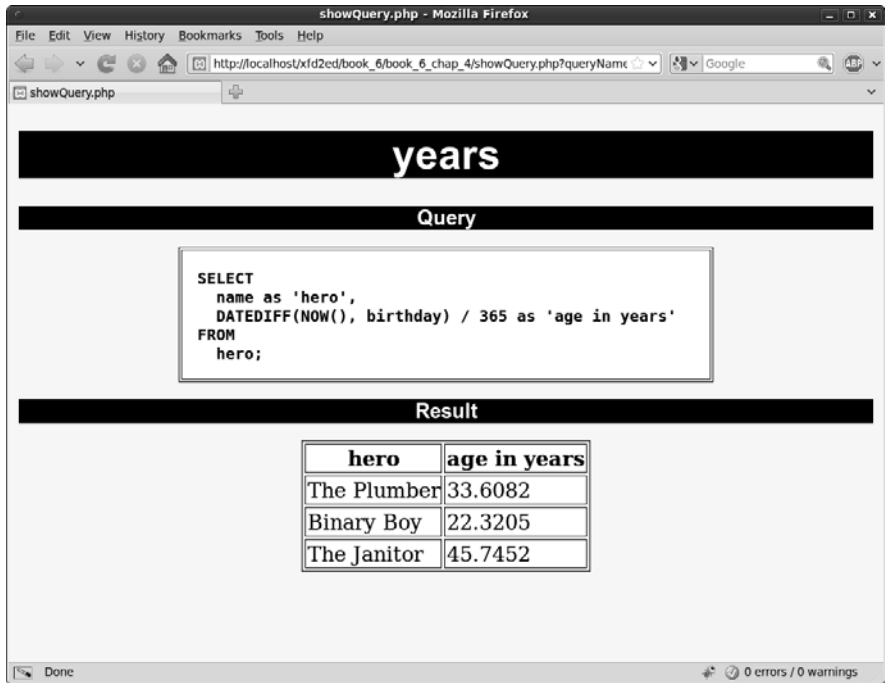 showQuery.php - Mozilla Firefox
File Edit View History Bookmarks Tools Help
http://localhost/xfd2ed/book_6/book_6_chap_4/showQuery.php?queryName
Google
ABP
showQuery.php
years
Query
SELECT
name as 'hero',
DATEDIFF(NOW(), birthday) / 365 as 'age in years'
FROM
hero;
Result
hero age in years
The Plumber 33.6082
Binary Boy 22.3205
The Janitor 45.7452
Done 0 errors / 0 warnings